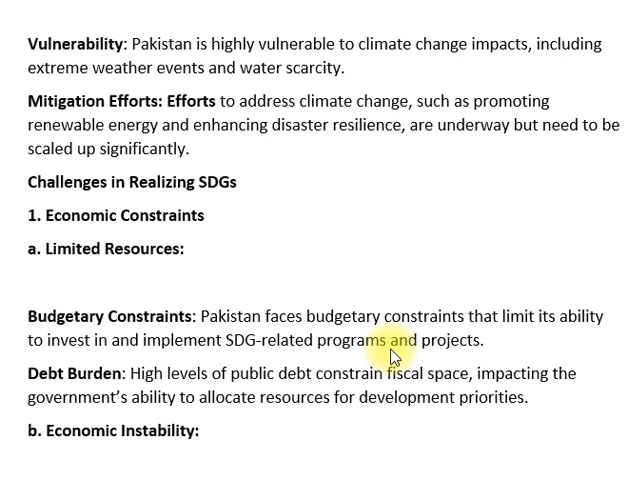 Vulnerability: Pakistan is highly vulnerable to climate change impacts, including
extreme weather events and water scarcity.
Mitigation Efforts: Efforts to address climate change, such as promoting
renewable energy and enhancing disaster resilience, are underway but need to be
scaled up significantly.
Challenges in Realizing SDGs
1. Economic Constraints
a. Limited Resources:
Budgetary Constraints: Pakistan faces budgetary constraints that limit its ability
to invest in and implement SDG-related programs and projects.
Debt Burden: High levels of public debt constrain fiscal space, impacting the
government’s ability to allocate resources for development priorities.
b. Economic Instability: